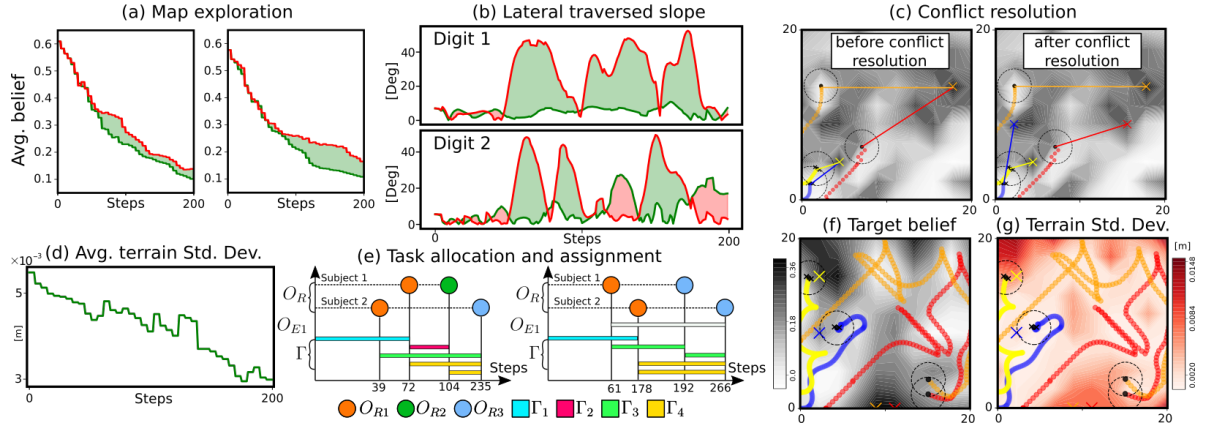 (a) Map exploration
Avg. belief
0.6
0.5
0.4
0.3
0.2
0.1
0
Steps
200
0
Steps
200
(b) Lateral traversed slope
Digit 1
[Deg]
40
20
0
Digit 2
[Deg]
40
20
0
0
Steps
200
(c) Conflict resolution
20
before conflict
resolution
0
0
20
after conflict
resolution
0
20
(d) Avg. terrain Std. Dev.
×10⁻³
5
[m]
3
0
Steps
200
(e) Task allocation and assignment
Subject 1
O_R
Subject 2
O_E1
Γ
Steps
39
72
104
235
Subject 1
O_R
Subject 2
O_E1
Γ
Steps
61
178
192
266
O_R1
O_R2
O_R3
Γ₁
Γ₂
Γ₃
Γ₄
(f) Target belief
20
0.36
0.18
0.0
0
0
20
(g) Terrain Std. Dev.
[m]
0.0148
0.0084
0.0020
0
20